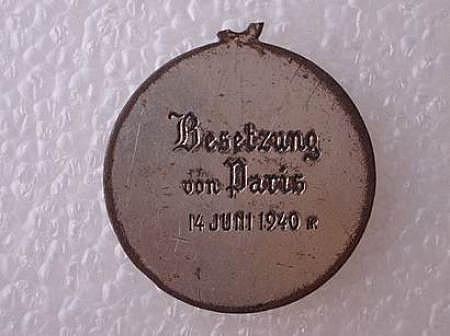 Besetzung
von Paris
14 JUNI 1940